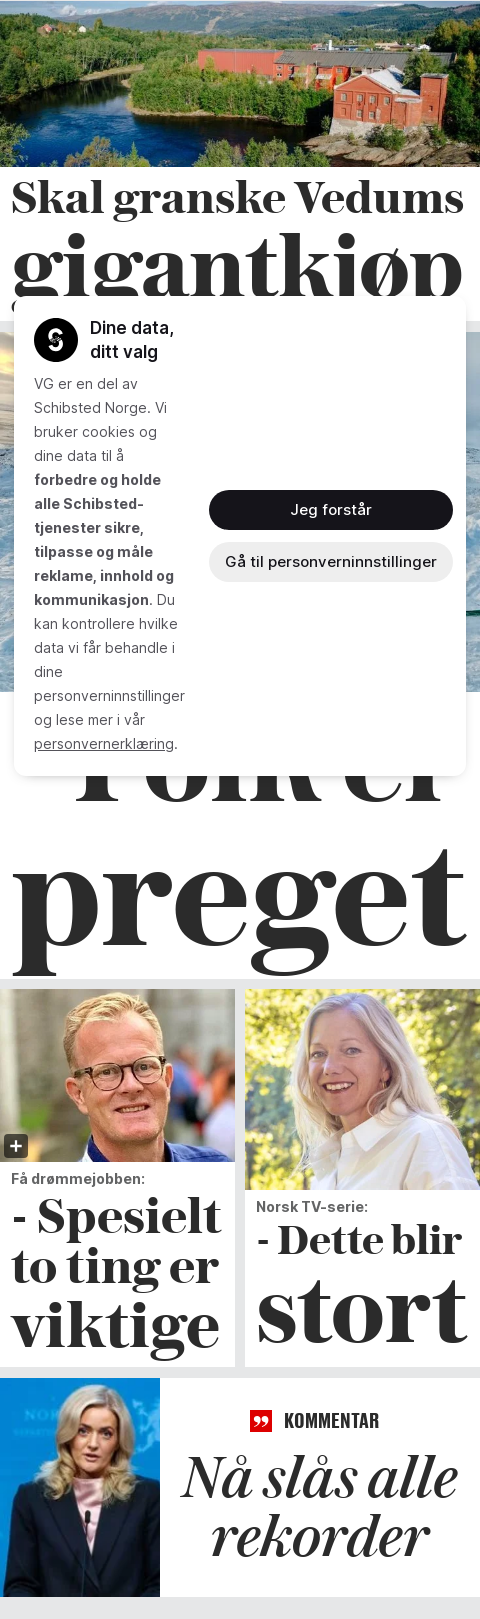 Skal granske Vedums
gigantkjøp
Dine data,
ditt valg
VG er en del av
Schibsted Norge. Vi
bruker cookies og
dine data til å
forbedre og holde
alle Schibsted-
tjenester sikre,
tilpasse og måle
reklame, innhold og
kommunikasjon. Du
kan kontrollere hvilke
data vi får behandle i
dine
personverninnstillinger
og lese mer i vår
personvernerklæring.
Jeg forstår
Gå til personverninnstillinger
Folk er
preget
Få drømmejobben:
- Spesielt
to ting er
viktige
Norsk TV-serie:
- Dette blir
stort
KOMMENTAR
Nå slås alle
rekorder